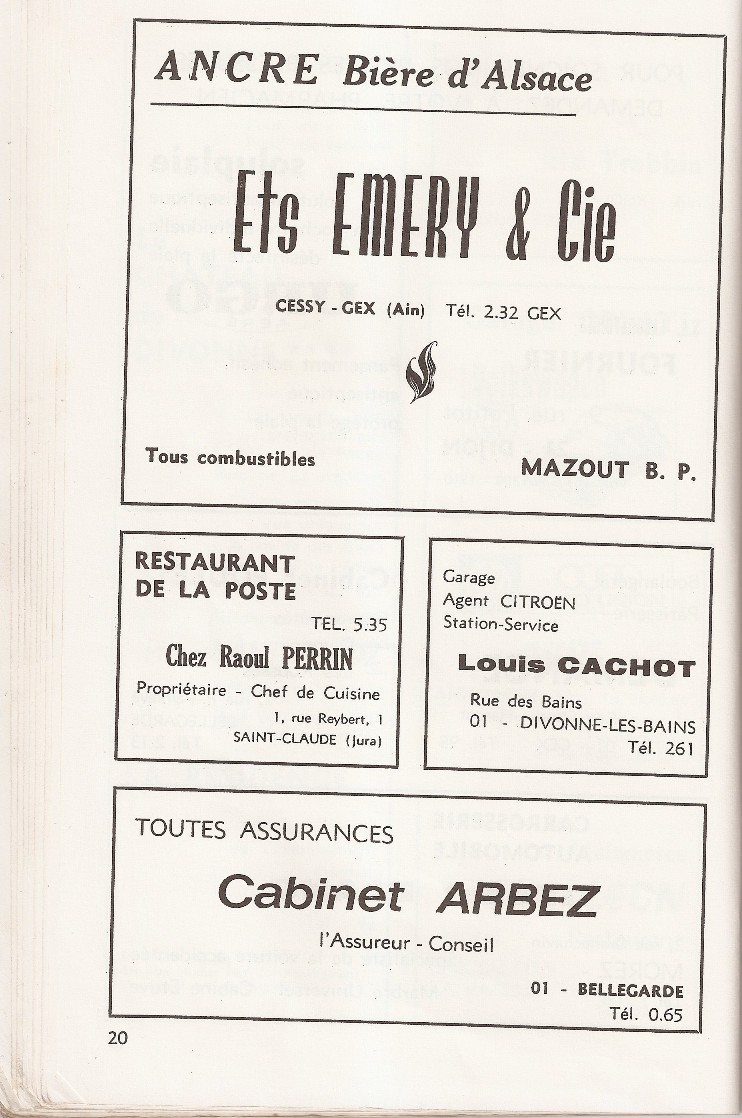 ANCRE Bière d'Alsace
Ets EMERY & Cie
CESSY - GEX (Ain) Tél. 2.32 GEX
Tous combustibles
MAZOUT B. P.
RESTAURANT
DE LA POSTE
TEL. 5.35
Chez Raoul PERRIN
Propriétaire - Chef de Cuisine
1, rue Reybert, 1
SAINT-CLAUDE (Jura)
Garage
Agent CITROËN
Station-Service
Louis CACHOT
Rue des Bains
01 - DIVONNE-LES-BAINS
Tél. 261
TOUTES ASSURANCES
Cabinet ARBEZ
l'Assureur - Conseil
01 - BELLEGARDE
Tél. 0.65
20